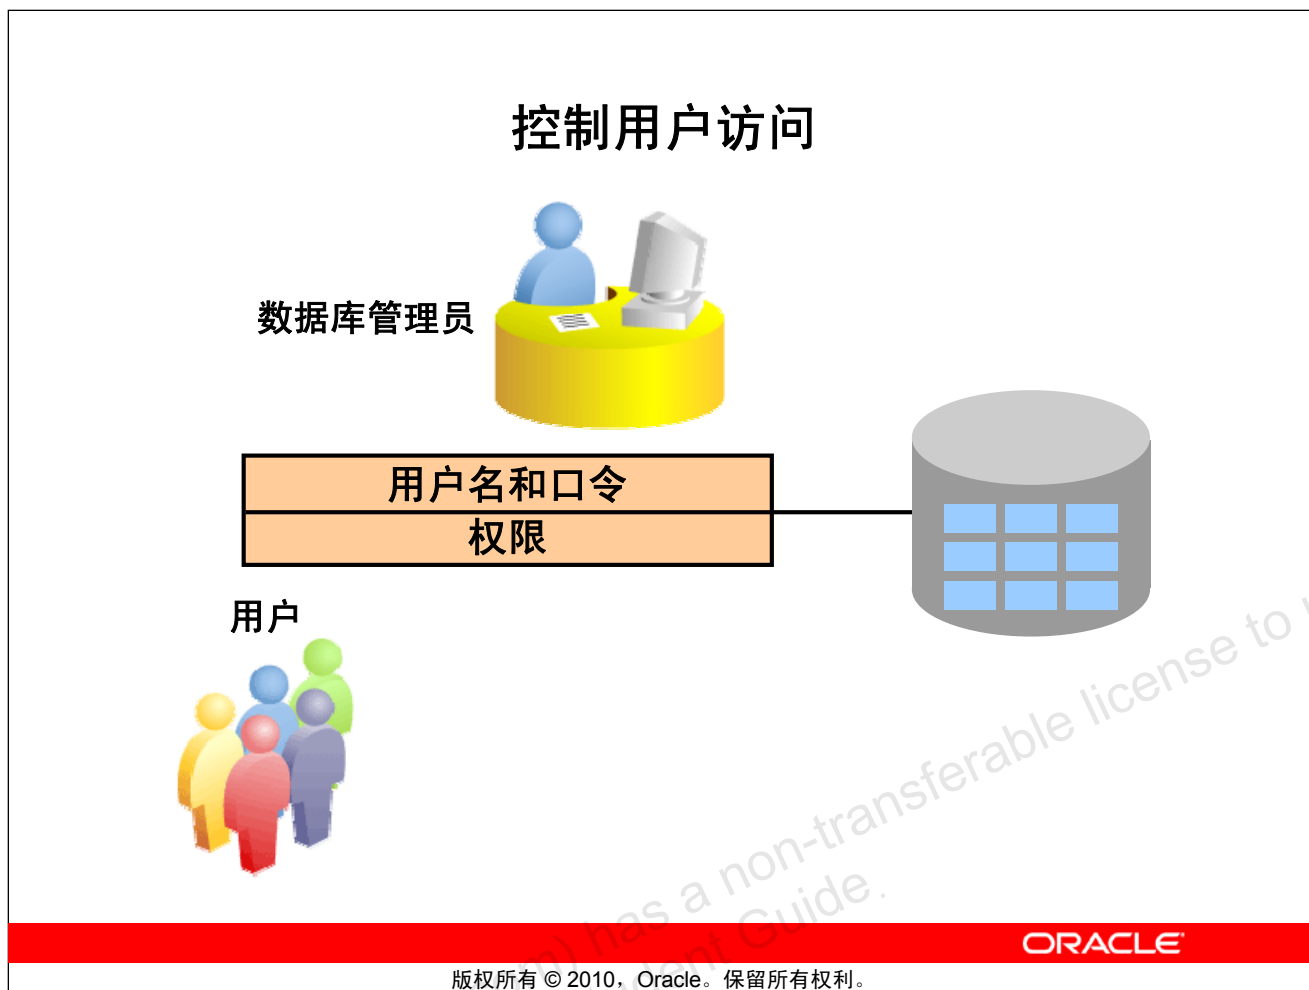 控制用户访问
数据库管理员
用户名和口令
权限
用户
m) has a non-transferable license to u
ident Guide.
ORACLE
版权所有 © 2010，Oracle。保留所有权利。